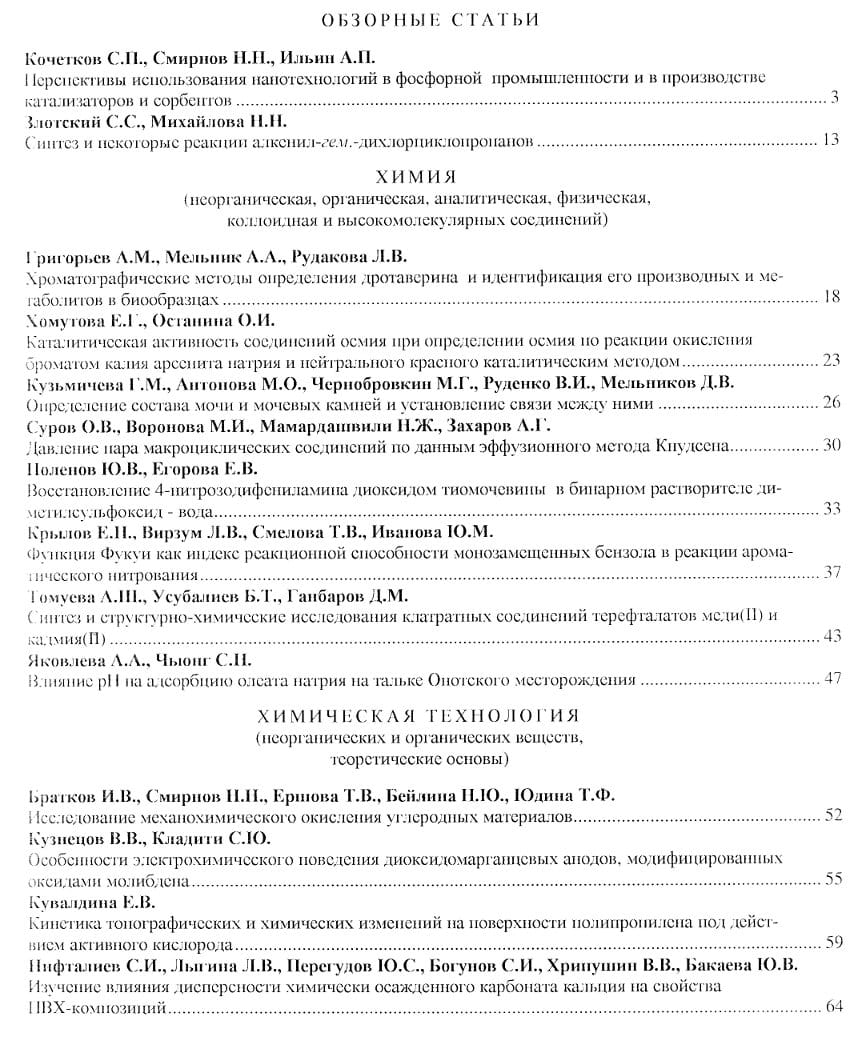 ОБЗОРНЫЕ СТАТЬИ
Кочетков С.П., Смирнов Н.Н., Ильин А.П.
Перспективы использования нанотехнологий в фосфорной промышленности и в производстве
катализаторов и сорбентов 3
Злотский С.С., Михайлова Н.Н.
Синтез и некоторые реакции алкенил-гем.-дихлорциклопропанов 13
ХИМИЯ
(неорганическая, органическая, аналитическая, физическая,
коллоидная и высокомолекулярных соединений)
Григорьев А.М., Мельник А.А., Рудакова Л.В.
Хроматографические методы определения дротаверина и идентификация его производных и ме-
таболитов в биообразцах 18
Хомутова Е.Г., Останина О.И.
Каталитическая активность соединений осмия при определении осмия по реакции окисления
броматом калия арсенита натрия и нейтрального красного каталитическим методом 23
Кузьмичева Г.М., Антонова М.О., Чернобровкин М.Г., Руденко В.И., Мельников Д.В.
Определение состава мочи и мочевых камней и установление связи между ними 26
Суров О.В., Воронова М.И., Мамардашвили Н.Ж., Захаров А.Г.
Давление пара макроциклических соединений по данным эффузионного метода Кнудсена 30
Поленов Ю.В., Егорова Е.В.
Восстановление 4-нитрозодифениламина диоксидом тиомочевины в бинарном растворителе ди-
метилсульфоксид - вода 33
Крылов Е.Н., Вирзум Л.В., Смелова Т.В., Иванова Ю.М.
Функция Фукуи как индекс реакционной способности монозамещенных бензола в реакции арома-
тического нитрования 37
Томуева А.Ш., Усубалиев Б.Т., Ганбаров Д.М.
Синтез и структурно-химические исследования клатратных соединений терефталатов меди(II) и
кадмия(II) 43
Яковлева А.А., Чыонг С.Н.
Влияние pH на адсорбцию олеата натрия на тальке Онотского месторождения 47
ХИМИЧЕСКАЯ ТЕХНОЛОГИЯ
(неорганических и органических веществ,
теоретические основы)
Братков И.В., Смирнов Н.Н., Ершова Т.В., Бейлина Н.Ю., Юдина Т.Ф.
Исследование механохимического окисления углеродных материалов 52
Кузнецов В.В., Кладити С.Ю.
Особенности электрохимического поведения диоксидомарганцевых анодов, модифицированных
оксидами молибдена 55
Кувалдина Е.В.
Кинетика топографических и химических изменений на поверхности полипропилена под дейст-
вием активного кислорода 59
Нифталиев С.И., Лыгина Л.В., Перегудов Ю.С., Богунов С.И., Хрипушин В.В., Бакаева Ю.В.
Изучение влияния дисперсности химически осажденного карбоната кальция на свойства
ПВХ-композиций 64